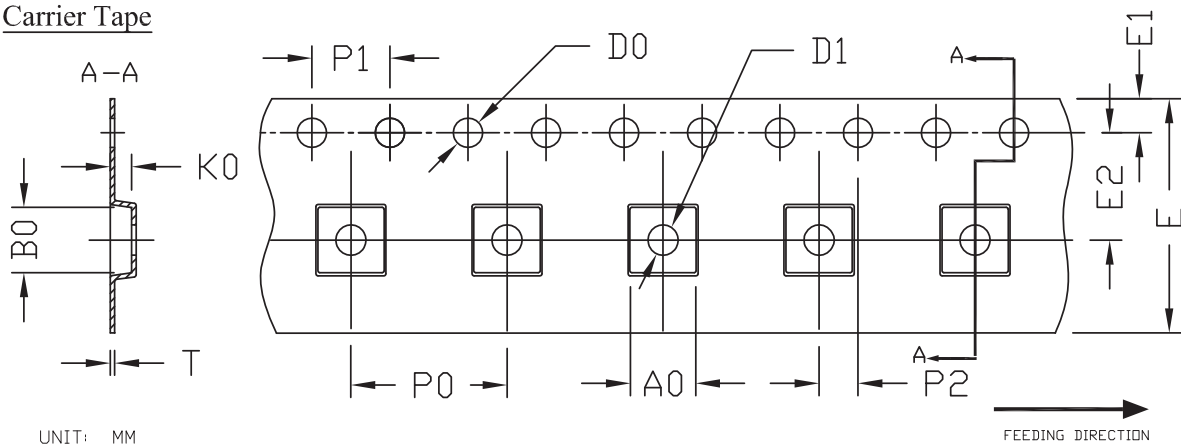 Carrier Tape
A-A
P1
D0
D1
A
E1
K0
B0
E2
E
T
P0
A0
A
P2
UNIT: MM
FEEDING DIRECTION